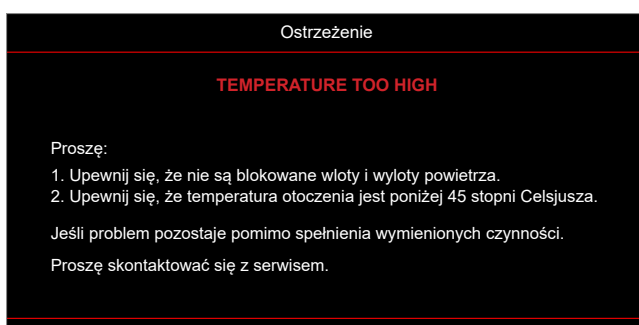 Ostrzeżenie
TEMPERATURE TOO HIGH
Proszę:
1. Upewnij się, że nie są blokowane wloty i wyloty powietrza.
2. Upewnij się, że temperatura otoczenia jest poniżej 45 stopni Celsjusza.
Jeśli problem pozostaje pomimo spełnienia wymienionych czynności.
Proszę skontaktować się z serwisem.